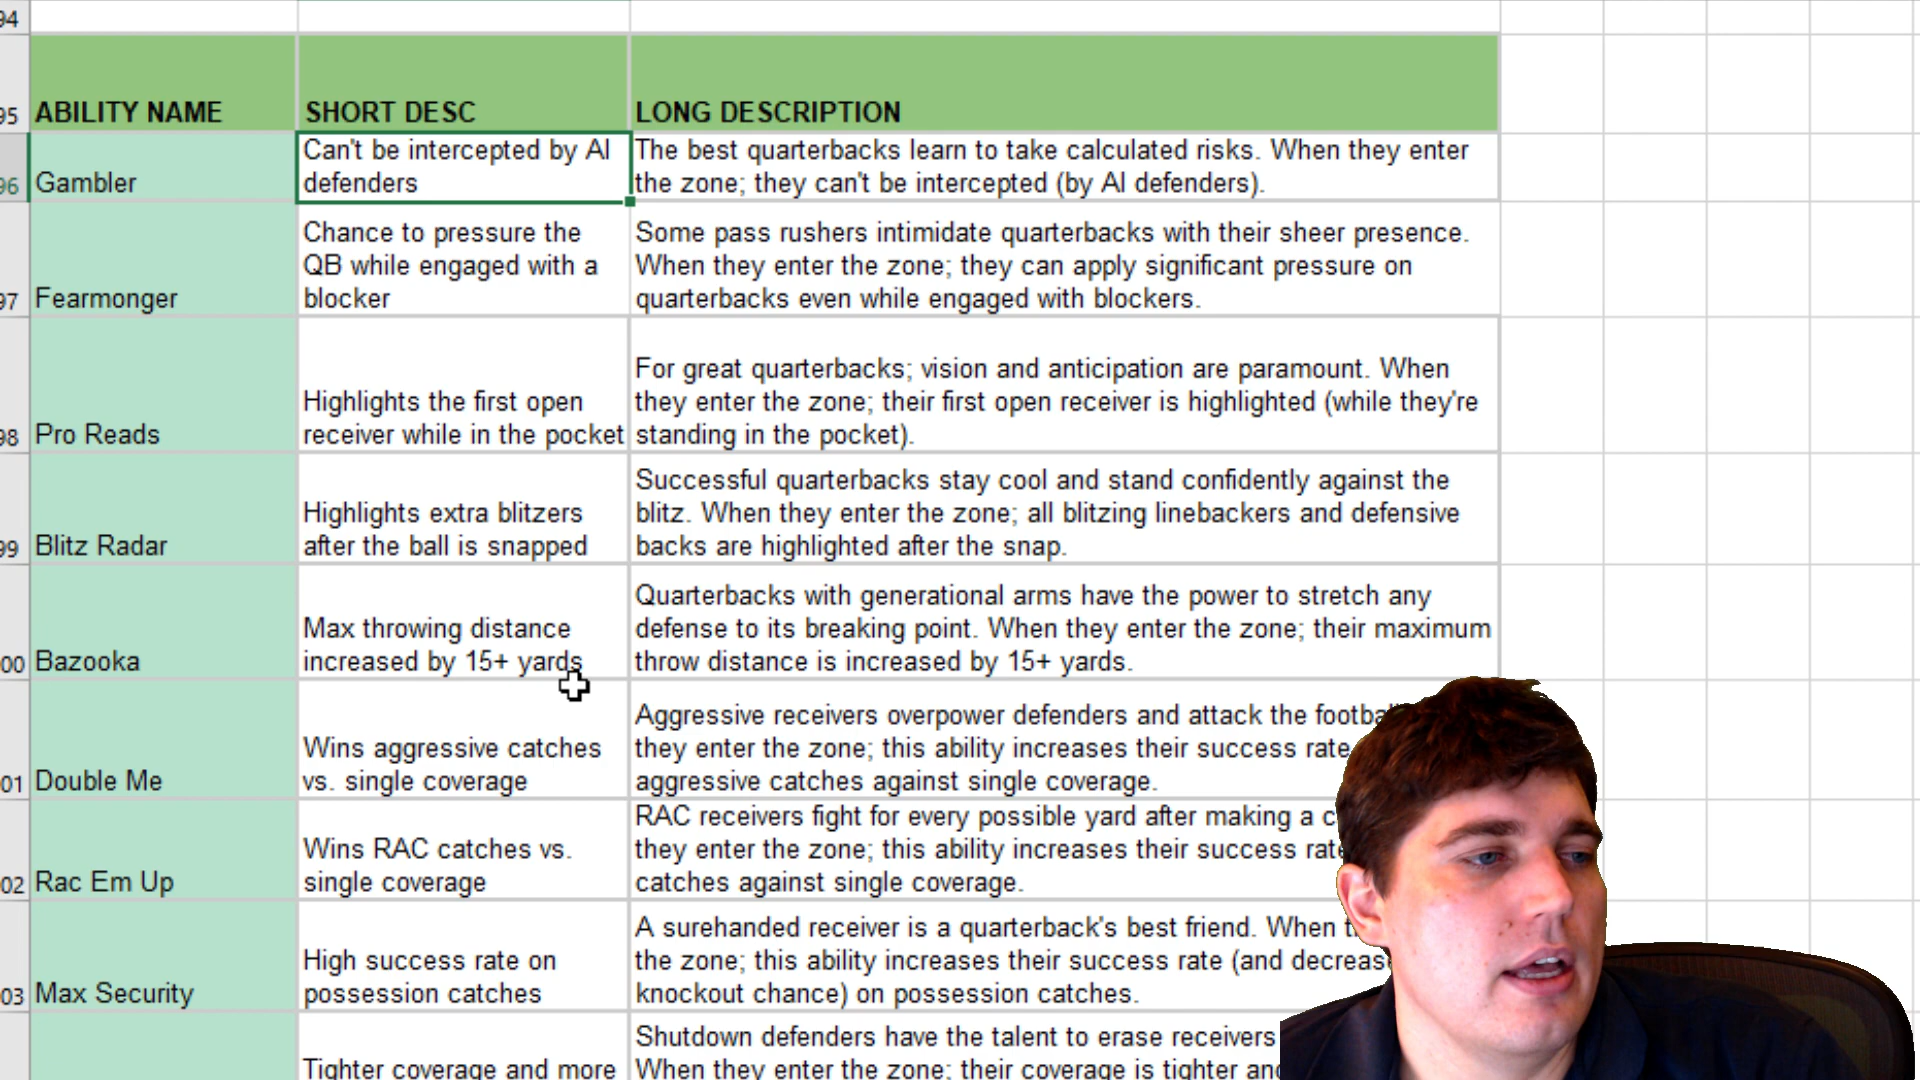 94
95
ABILITY NAME
SHORT DESC
LONG DESCRIPTION
96
Gambler
Can't be intercepted by AI
defenders
The best quarterbacks learn to take calculated risks. When they enter
the zone; they can't be intercepted (by AI defenders).
97
Fearmonger
Chance to pressure the
QB while engaged with a
blocker
Some pass rushers intimidate quarterbacks with their sheer presence.
When they enter the zone; they can apply significant pressure on
quarterbacks even while engaged with blockers.
98
Pro Reads
Highlights the first open
receiver while in the pocket
For great quarterbacks; vision and anticipation are paramount. When
they enter the zone; their first open receiver is highlighted (while they're
standing in the pocket).
99
Blitz Radar
Highlights extra blitzers
after the ball is snapped
Successful quarterbacks stay cool and stand confidently against the
blitz. When they enter the zone; all blitzing linebackers and defensive
backs are highlighted after the snap.
00
Bazooka
Max throwing distance
increased by 15+ yards
Quarterbacks with generational arms have the power to stretch any
defense to its breaking point. When they enter the zone; their maximum
throw distance is increased by 15+ yards.
01
Double Me
Wins aggressive catches
vs. single coverage
Aggressive receivers overpower defenders and attack the
they enter the zone; this ability increases their success rate
aggressive catches against single coverage.
02
Rac Em Up
Wins RAC catches vs.
single coverage
RAC receivers fight for every possible yard after making a
they enter the zone; this ability increases their success
catches against single coverage.
03
Max Security
High success rate on
possession catches
A surehanded receiver is a quarterback's best friend. When
the zone; this ability increases their success rate (and
knockout chance) on possession catches.
Tighter coverage and more
Shutdown defenders have the talent to erase receivers
When they enter the zone; their coverage is tighter